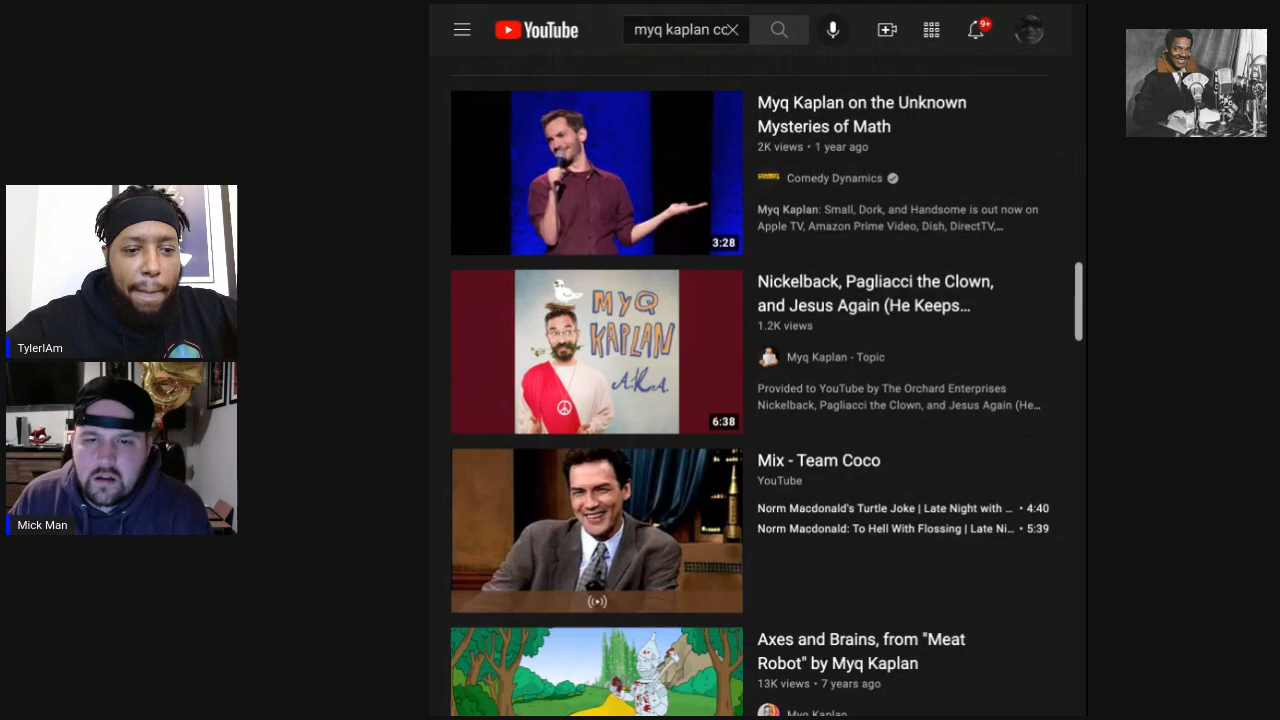 YouTube
myq kaplan cc
9+
Myq Kaplan on the Unknown
Mysteries of Math
2K views • 1 year ago
Comedy Dynamics
Myq Kaplan: Small, Dork, and Handsome is out now on
Apple TV, Amazon Prime Video, Dish, DirectTV,...
3:28
Nickelback, Pagliacci the Clown,
and Jesus Again (He Keeps...
1.2K views
Myq Kaplan - Topic
Provided to YouTube by The Orchard Enterprises
Nickelback, Pagliacci the Clown, and Jesus Again (He...
MYQ
KAPLAN
A.K.A.
6:38
Mix - Team Coco
YouTube
Norm Macdonald's Turtle Joke | Late Night with ... • 4:40
Norm Macdonald: To Hell With Flossing | Late Ni... • 5:39
Axes and Brains, from "Meat
Robot" by Myq Kaplan
13K views • 7 years ago
Myq Kaplan
TylerIAm
Mick Man